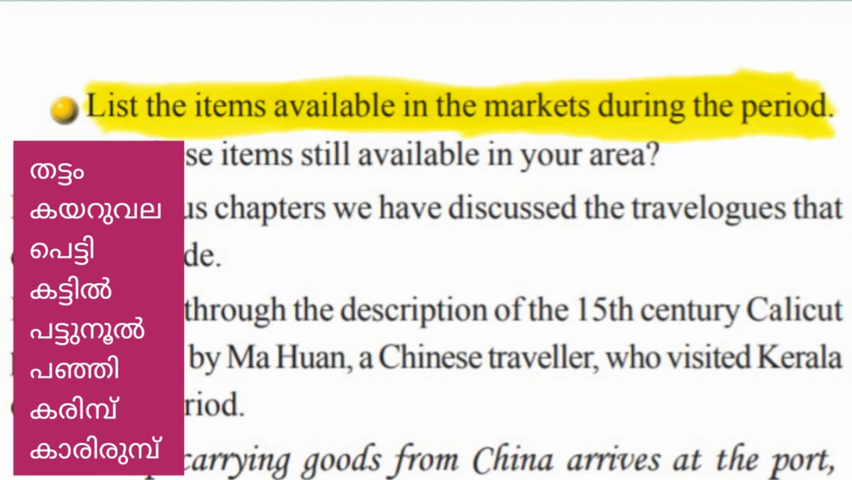 List the items available in the markets during the period.
തട്ടം
കയറുവല
പെട്ടി
കട്ടിൽ
പട്ടുനൂൽ
പഞ്ഞി
കരിമ്പ്
കാരിരുമ്പ്
se items still available in your area?
us chapters we have discussed the travelogues that
de.
through the description of the 15th century Calicut
by Ma Huan, a Chinese traveller, who visited Kerala
riod.
carrying goods from China arrives at the port,